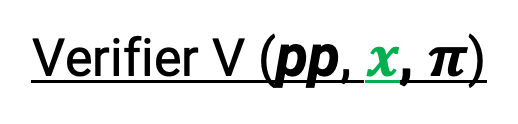 Verifier V (pp, x, π)